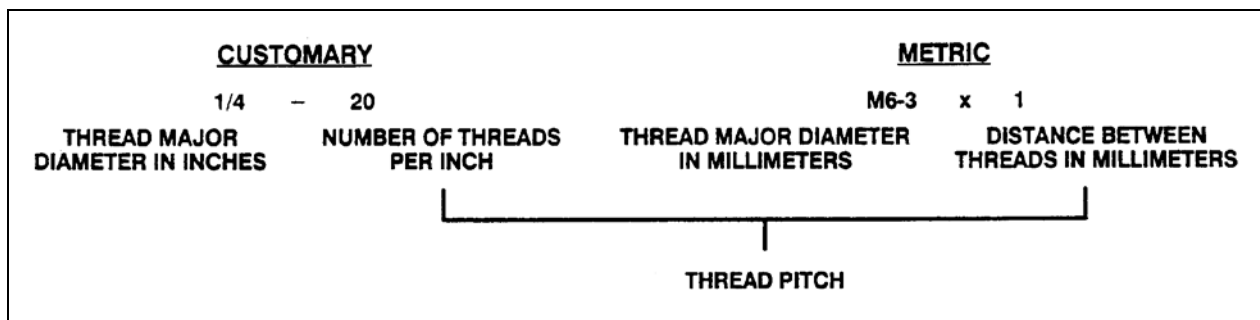 CUSTOMARY
1/4 – 20
THREAD MAJOR
DIAMETER IN INCHES
NUMBER OF THREADS
PER INCH
METRIC
M6-3 x 1
THREAD MAJOR DIAMETER
IN MILLIMETERS
DISTANCE BETWEEN
THREADS IN MILLIMETERS
THREAD PITCH